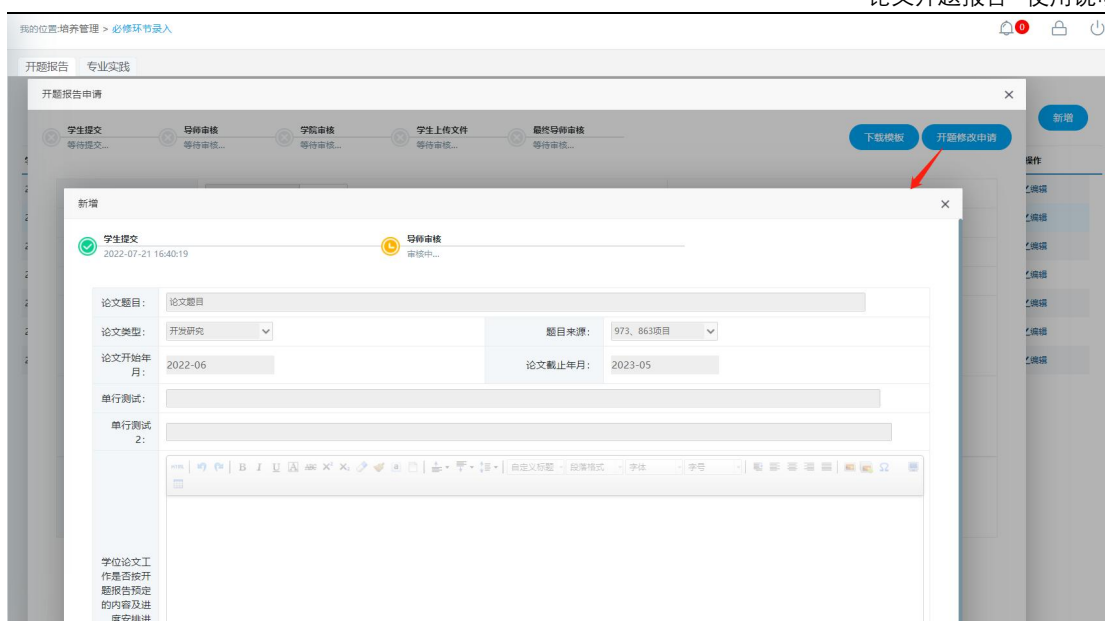 论文开题报告 使用说
我的位置:培养管理 > 必修环节录入
0
开题报告 专业实践
开题报告申请 ×
新增
学生提交 导师审核 学院审核 学生上传文件 最终导师审核
等待提交... 等待审核... 等待审核... 等待审核... 等待审核...
下载模板 开题修改申请
操作
编辑
编辑
编辑
编辑
编辑
编辑
编辑
新增 ×
学生提交 导师审核
2022-07-21 16:40:19 审核中...
论文题目: 论文题目
论文类型: 开发研究 题目来源: 973、863项目
论文开始年
月: 2022-06 论文截止年月: 2023-05
单行测试:
单行测试
2:
HTML B I U A ABC X² X₂ 自定义标题 段落格式 字体 字号 Ω
学位论文工
作是否按开
题报告预定
的内容及进
度安排进